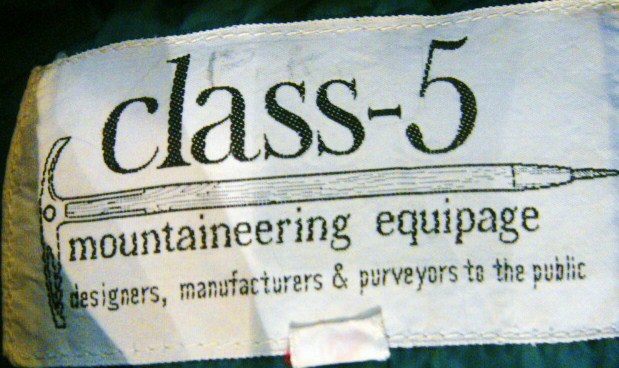 class-5
mountaineering equipage
designers, manufacturers & purveyors to the public